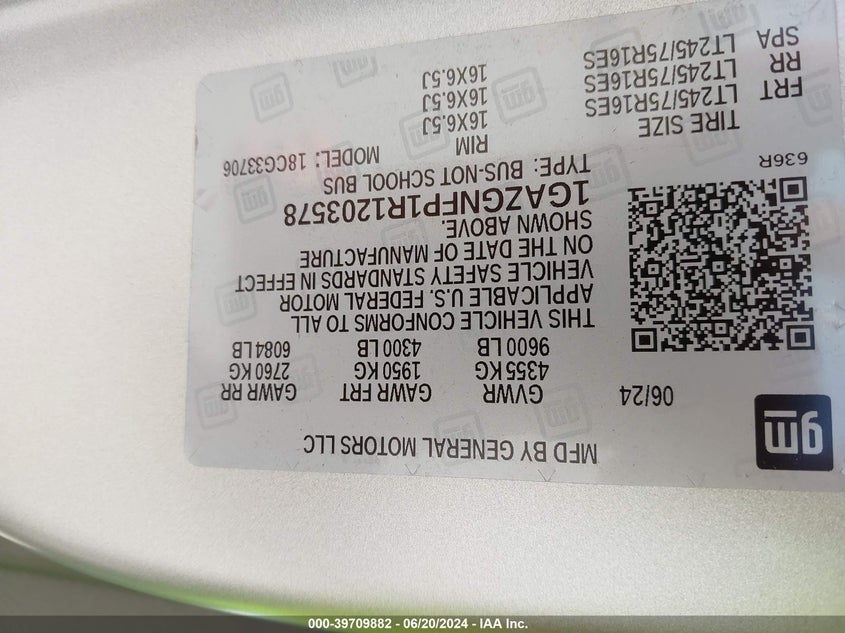 gm
MFD BY GENERAL MOTORS LLC
06/24
GVWR GAWR FRT GAWR RR
4355 KG 1950 KG 2760 KG
9600 LB 4300 LB 6084 LB
THIS VEHICLE CONFORMS TO ALL
APPLICABLE U.S. FEDERAL MOTOR
VEHICLE SAFETY STANDARDS IN EFFECT
ON THE DATE OF MANUFACTURE
SHOWN ABOVE.
1GAZGNFP1R1203578
TYPE: BUS-NOT SCHOOL BUS
MODEL: 18CG33706
636R
TIRE SIZE RIM
FRT LT245/75R16ES 16X6.5J
RR LT245/75R16ES 16X6.5J
SPA LT245/75R16ES 16X6.5J
000-39709882 - 06/20/2024 - IAA Inc.